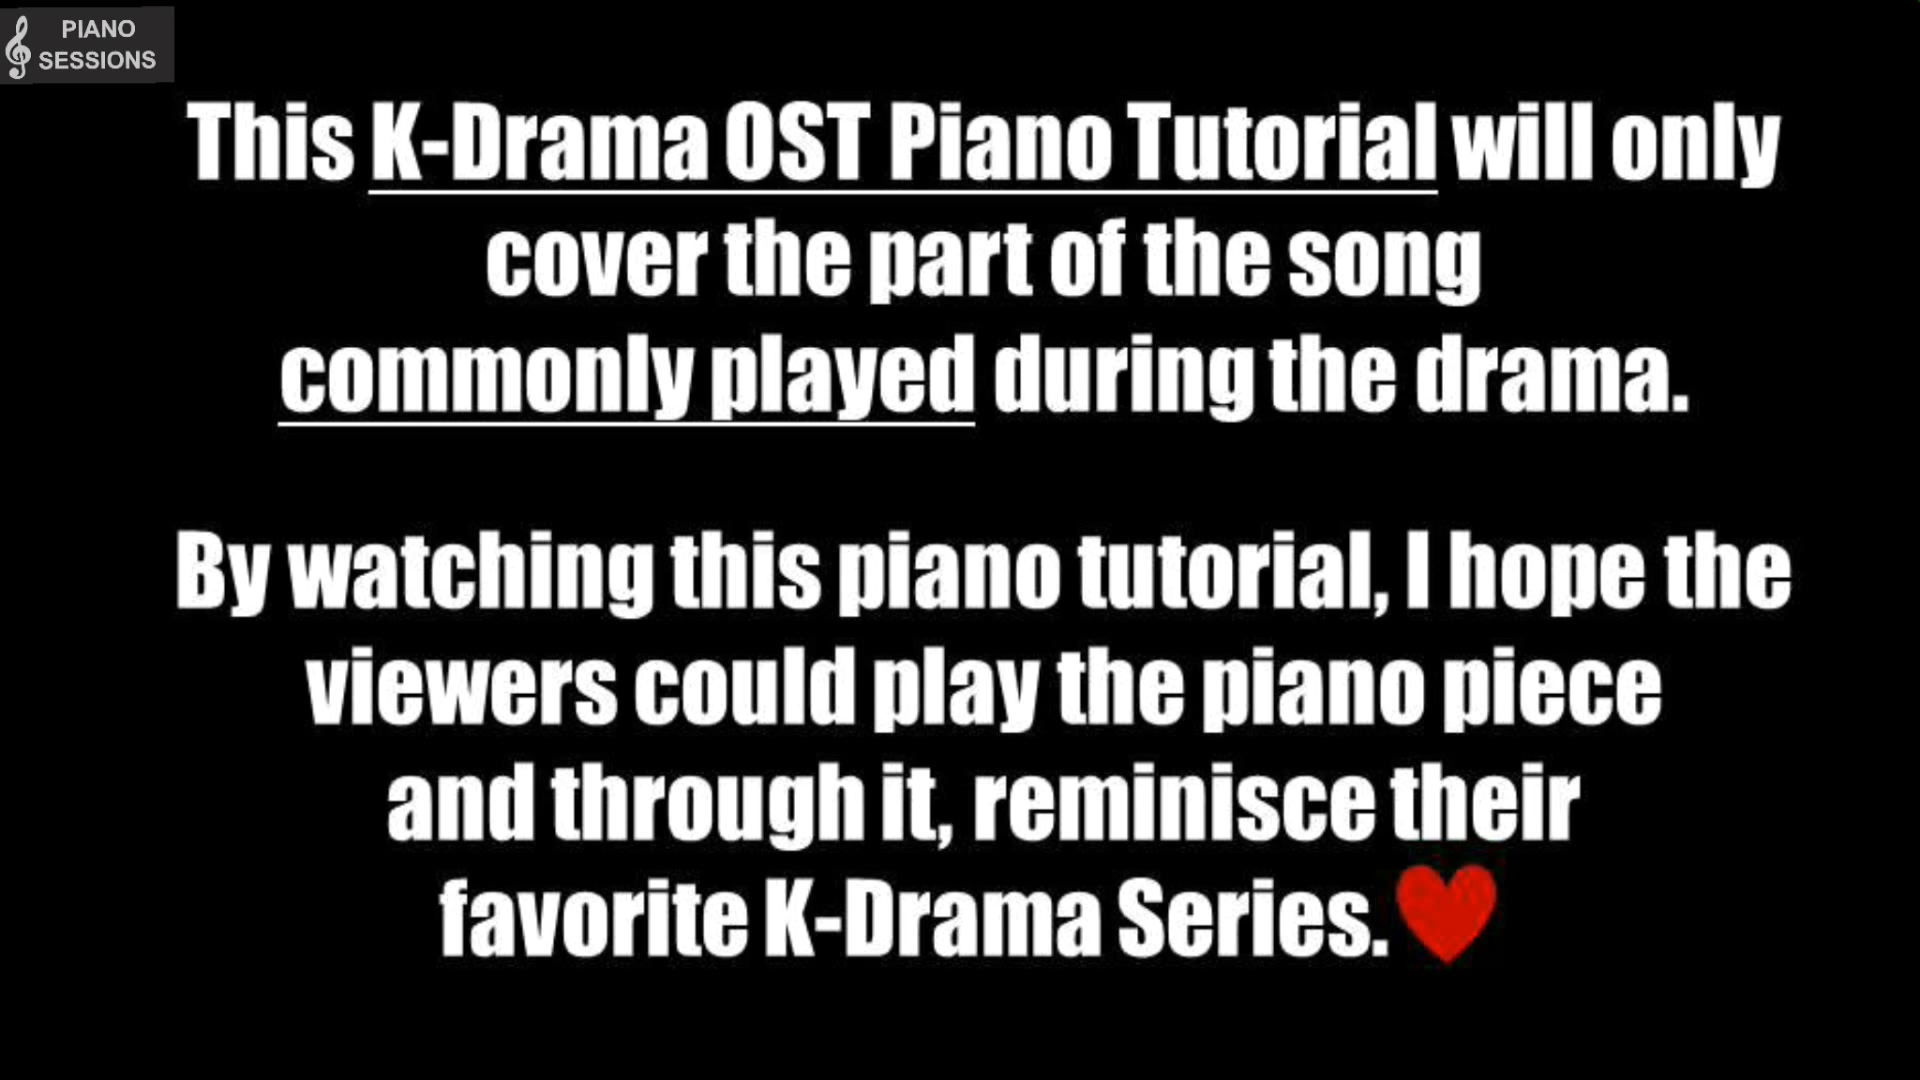 PIANO
SESSIONS
This K-Drama OST Piano Tutorial will only
cover the part of the song
commonly played during the drama.
By watching this piano tutorial, I hope the
viewers could play the piano piece
and through it, reminisce their
favorite K-Drama Series.